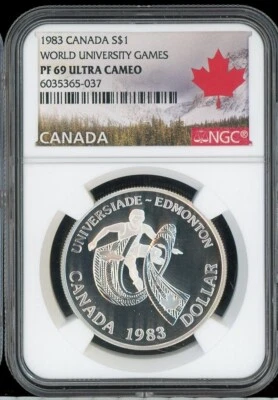 1983 CANADA S$1
WORLD UNIVERSITY GAMES
PF 69 ULTRA CAMEO
6035365-037
CANADA
NGC®
UNIVERSIADE - EDMONTON
CANADA 1983 DOLLAR